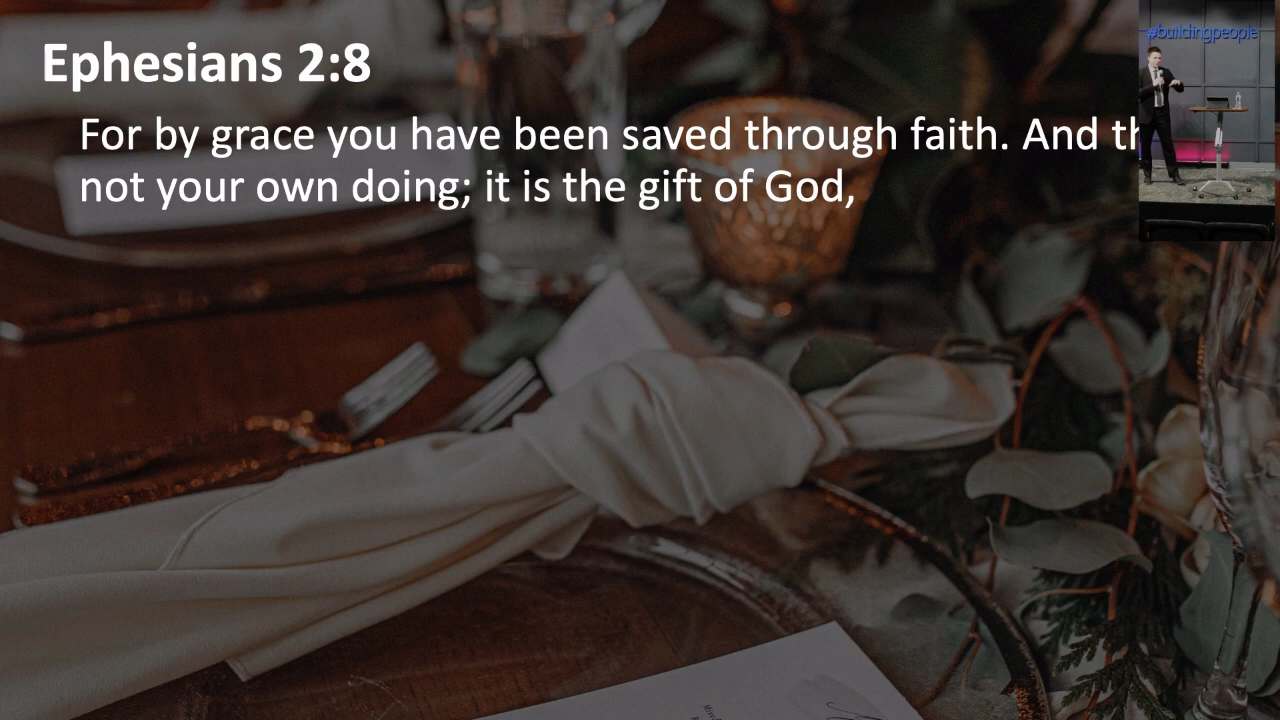 Ephesians 2:8
#buildingpeople
For by grace you have been saved through faith. And th
not your own doing; it is the gift of God,